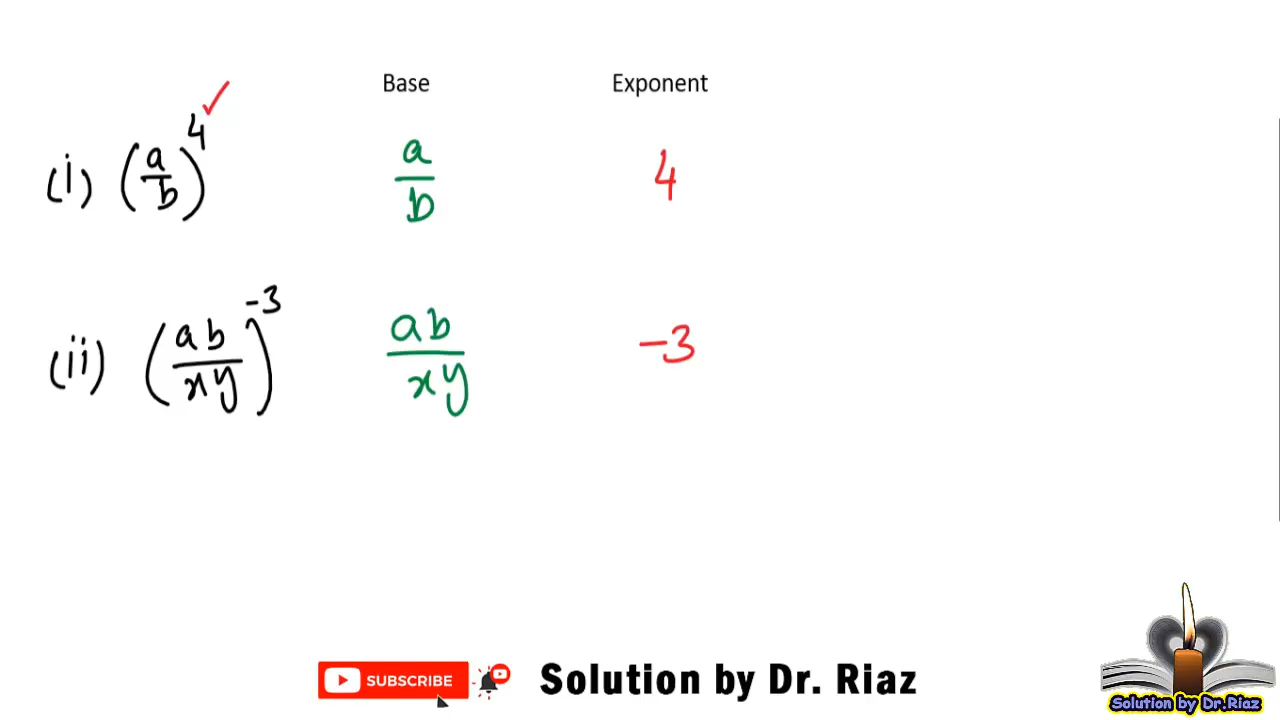 Base Exponent
(i) (a/b)^4 ✓ a/b 4
(ii) (ab/xy)^-3 ab/xy -3
SUBSCRIBE Solution by Dr. Riaz
Solution by Dr.Riaz